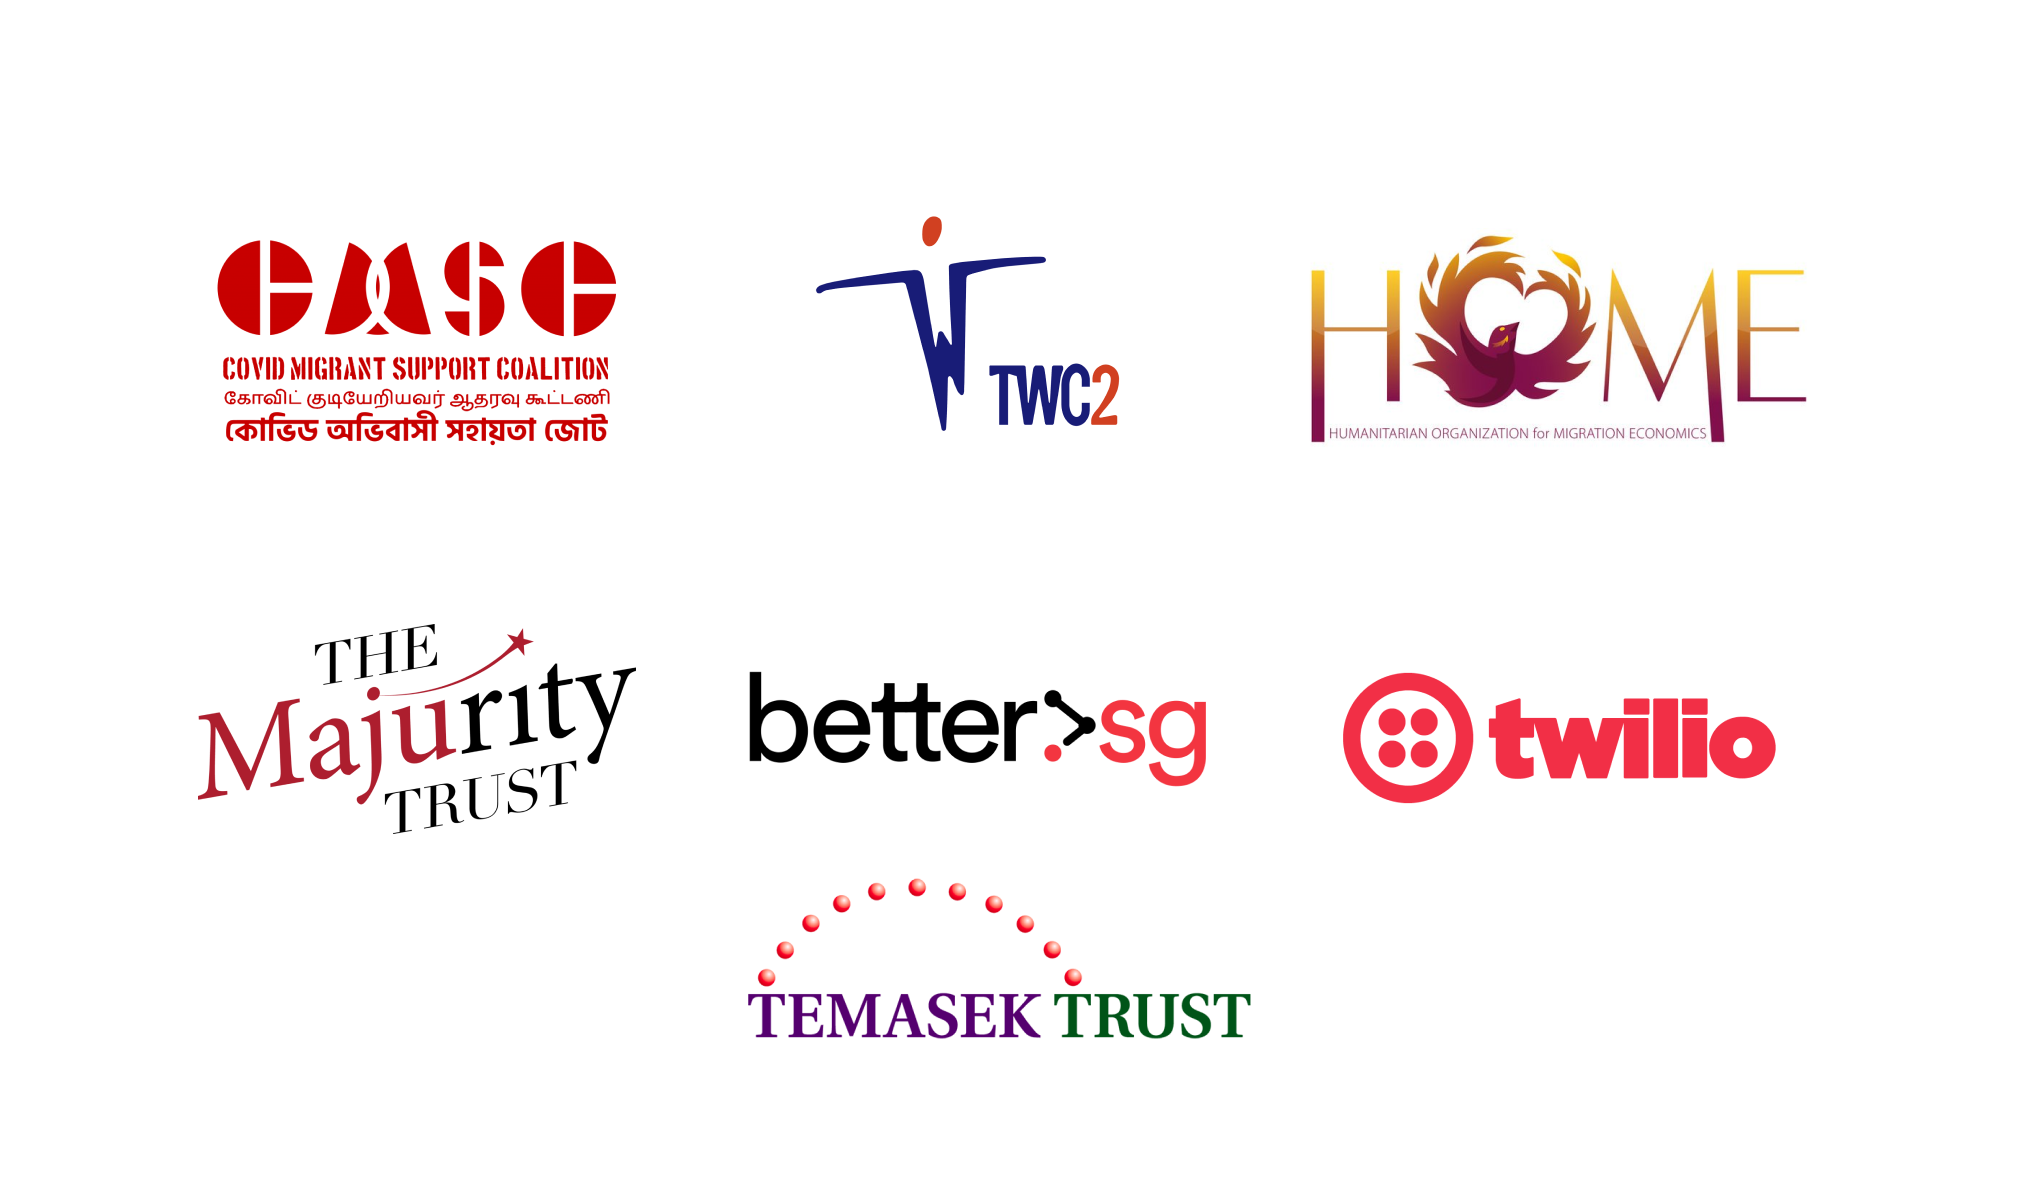 CMSC
COVID MIGRANT SUPPORT COALITION
கோவிட் குடியேறியவர் ஆதரவு கூட்டணி
কোভিড অভিবাসী সহায়তা জোট
TWC2
HOME
HUMANITARIAN ORGANIZATION for MIGRATION ECONOMICS
THE
Majurity
TRUST
better.sg
twilio
TEMASEK TRUST